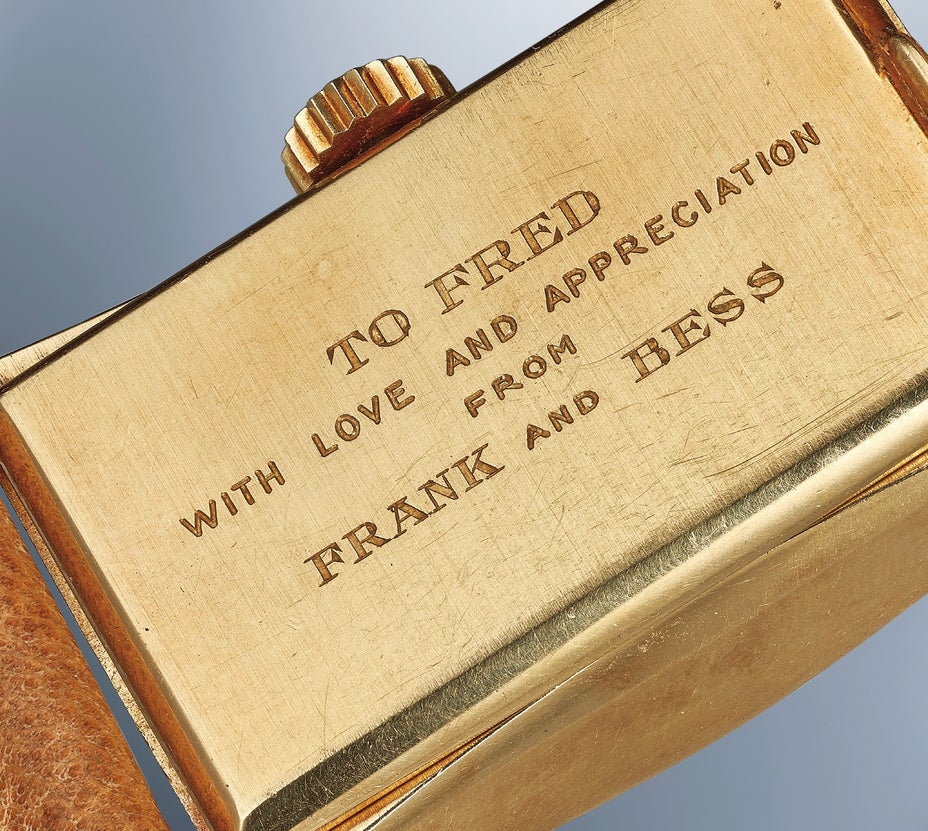 TO FRED
WITH LOVE AND APPRECIATION
FROM
FRANK AND BESS